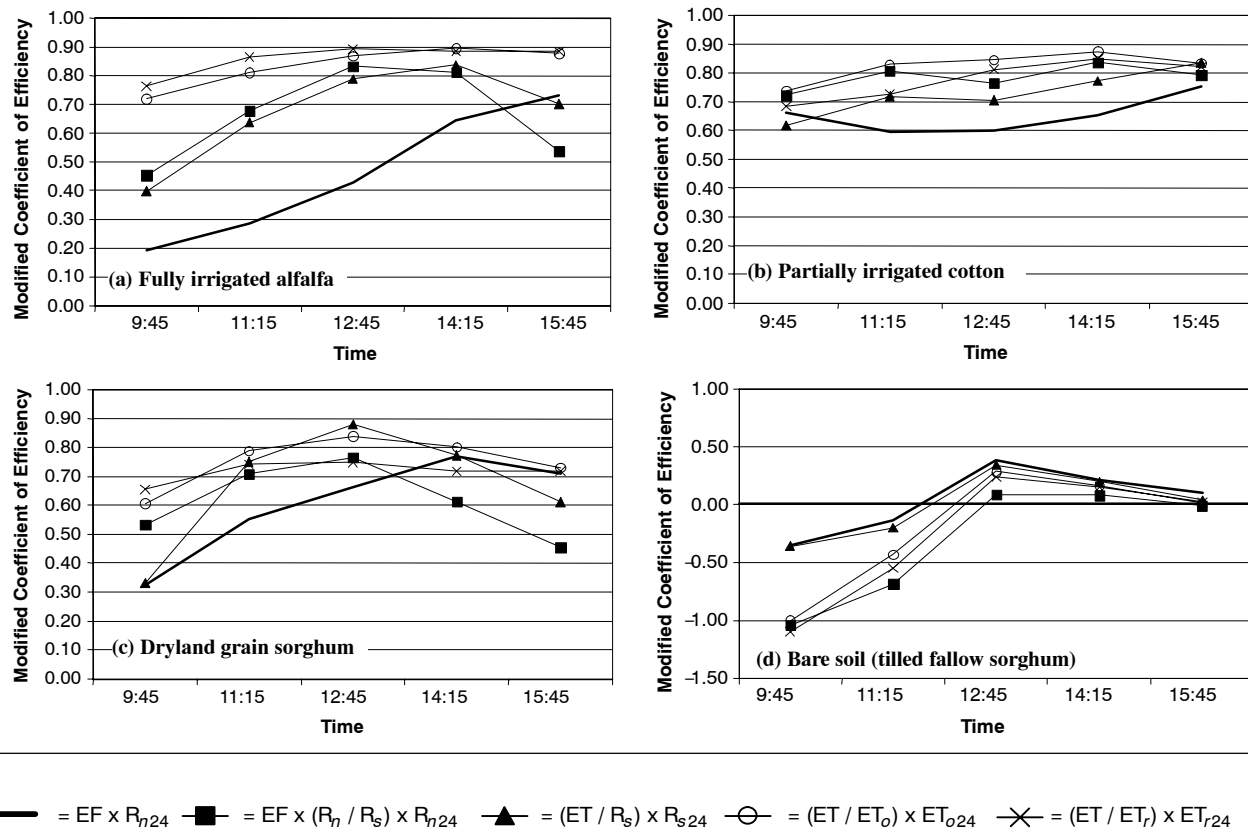 Modified Coefficient of Efficiency
1.00
0.90
0.80
0.70
0.60
0.50
0.40
0.30
0.20
0.10
0.00
(a) Fully irrigated alfalfa
9:45 11:15 12:45 14:15 15:45
Time
Modified Coefficient of Efficiency
1.00
0.90
0.80
0.70
0.60
0.50
0.40
0.30
0.20
0.10
0.00
(b) Partially irrigated cotton
9:45 11:15 12:45 14:15 15:45
Time
Modified Coefficient of Efficiency
1.00
0.90
0.80
0.70
0.60
0.50
0.40
0.30
0.20
0.10
0.00
(c) Dryland grain sorghum
9:45 11:15 12:45 14:15 15:45
Time
Modified Coefficient of Efficiency
1.00
0.50
0.00
–0.50
–1.00
–1.50
(d) Bare soil (tilled fallow sorghum)
9:45 11:15 12:45 14:15 15:45
Time
= EF x Rn24 = EF x (Rn / Rs) x Rn24 = (ET / Rs) x Rs24 = (ET / ETo) x ETo24 = (ET / ETr) x ETr24